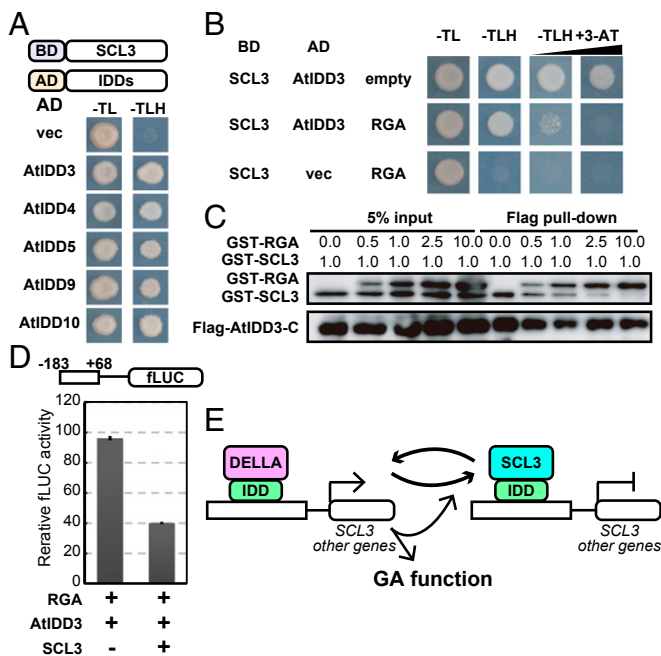 A
BD SCL3
AD IDDs
AD -TL -TLH
vec
AtIDD3
AtIDD4
AtIDD5
AtIDD9
AtIDD10
B
BD AD -TL -TLH -TLH +3-AT
SCL3 AtIDD3 empty
SCL3 AtIDD3 RGA
SCL3 vec RGA
C
5% input Flag pull-down
GST-RGA 0.0 0.5 1.0 2.5 10.0 0.0 0.5 1.0 2.5 10.0
GST-SCL3 1.0 1.0 1.0 1.0 1.0 1.0 1.0 1.0 1.0 1.0
GST-RGA
GST-SCL3
Flag-AtIDD3-C
D
-183 +68
fLUC
Rerative fLUC activity
120
100
80
60
40
20
0
RGA + +
AtIDD3 + +
SCL3 - +
E
DELLA SCL3
IDD IDD
SCL3 SCL3
other genes other genes
GA function